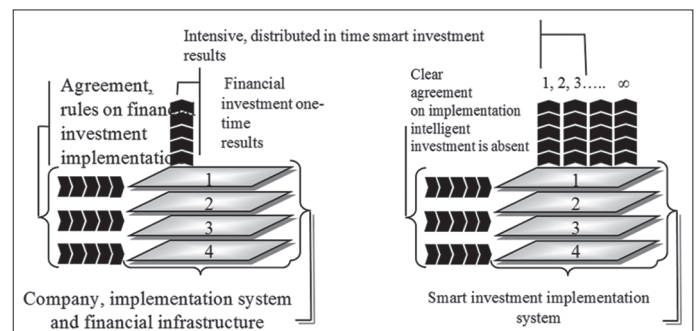 Intensive, distributed in time smart investment
results
Agreement,
rules on financial
investment
implementation
Financial
investment one-
time
results
1
2
3
4
Company, implementation system
and financial infrastructure
Clear
agreement
on implementation
intelligent
investment is absent
1, 2, 3..... ∞
1
2
3
4
Smart investment implementation
system